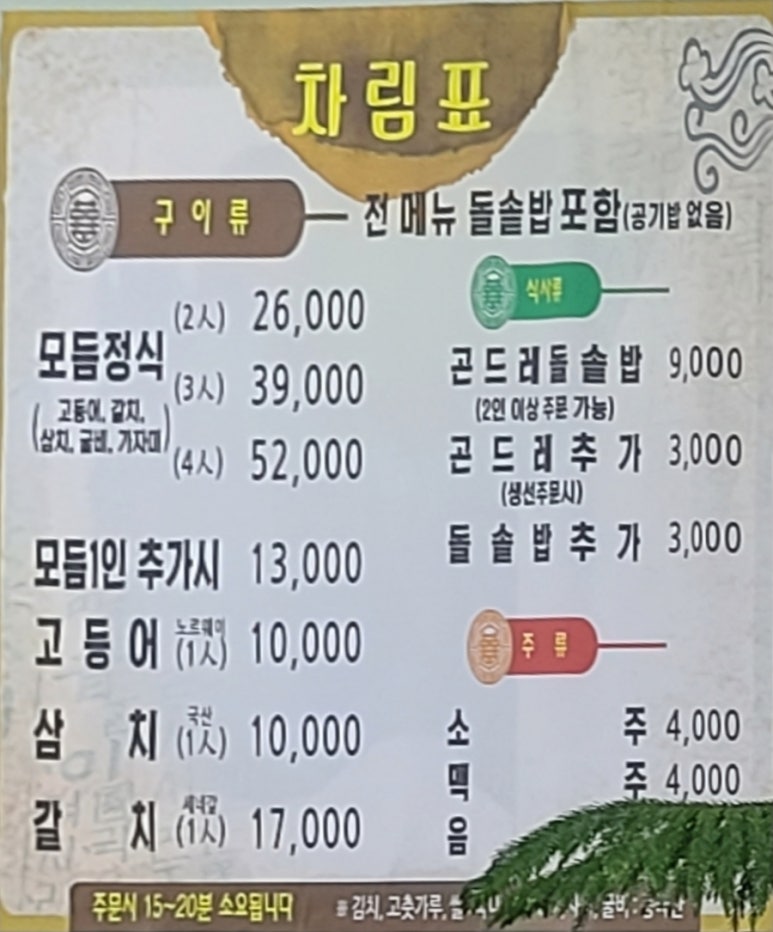 차림표
구이류
전 메뉴 돌솥밥 포함(공기밥 없음)
모듬정식
(고등어, 갈치,
삼치, 굴비, 가자미)
(2人) 26,000
(3人) 39,000
(4人) 52,000
모듬1인 추가시 13,000
고등어 노르웨이 (1人) 10,000
삼치 국산 (1人) 10,000
갈치 세네갈 (1人) 17,000
식사류
곤드레돌솥밥 9,000
(2인 이상 주문 가능)
곤드레추가 3,000
(생선주문시)
돌솥밥추가 3,000
주류
소주 4,000
맥주 4,000
음
주문시 15~20분 소요됩니다
※김치, 고춧가루,